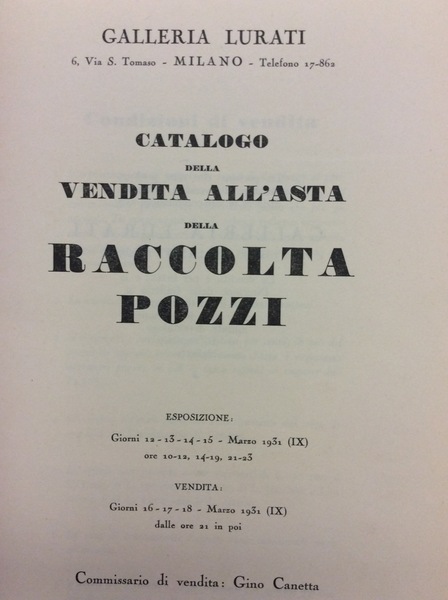 GALLERIA LURATI
6, Via S. Tomaso - MILANO - Telefono 17-862
CATALOGO
DELLA
VENDITA ALL'ASTA
DELLA
RACCOLTA
POZZI
ESPOSIZIONE:
Giorni 12-13-14-15 - Marzo 1931 (IX)
ore 10-12, 14-19, 21-23
VENDITA:
Giorni 16-17-18 - Marzo 1931 (IX)
dalle ore 21 in poi
Commissario di vendita: Gino Canetta